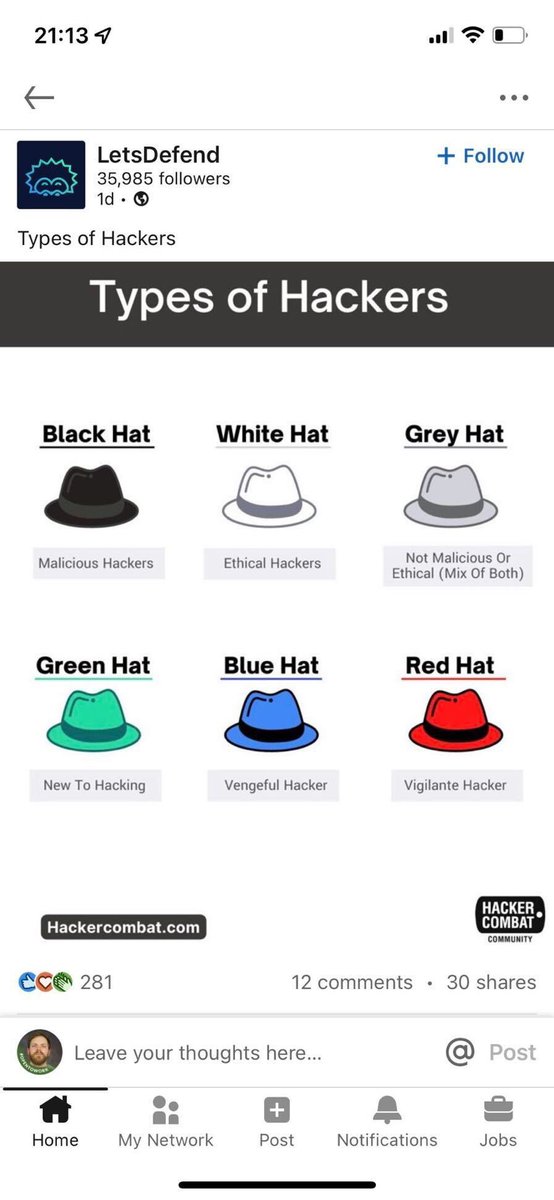 21:13
LetsDefend
+ Follow
35,985 followers
1d •
Types of Hackers
Types of Hackers
Black Hat
White Hat
Grey Hat
Malicious Hackers
Ethical Hackers
Not Malicious Or
Ethical (Mix Of Both)
Green Hat
Blue Hat
Red Hat
New To Hacking
Vengeful Hacker
Vigilante Hacker
Hackercombat.com
HACKER
COMBAT
COMMUNITY
281
12 comments • 30 shares
#OPENTOWORK
Leave your thoughts here...
@ Post
Home
My Network
Post
Notifications
Jobs